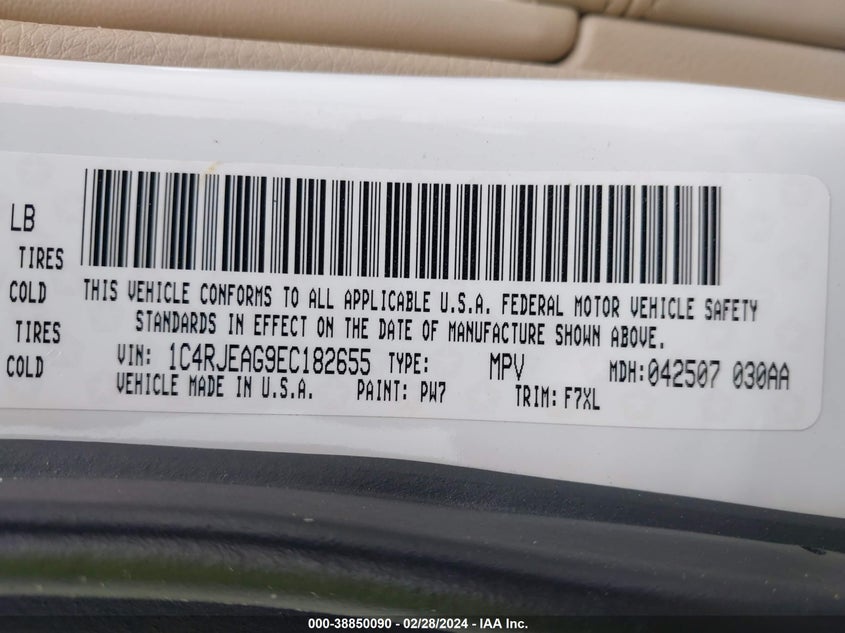 LB
TIRES
COLD
TIRES
COLD
THIS VEHICLE CONFORMS TO ALL APPLICABLE U.S.A. FEDERAL MOTOR VEHICLE SAFETY
STANDARDS IN EFFECT ON THE DATE OF MANUFACTURE SHOWN ABOVE.
VIN: 1C4RJEAG9EC182655 TYPE: MPV MDH:042507 030AA
VEHICLE MADE IN U.S.A. PAINT: PW7 TRIM: F7XL
000-38850090 - 02/28/2024 - IAA Inc.